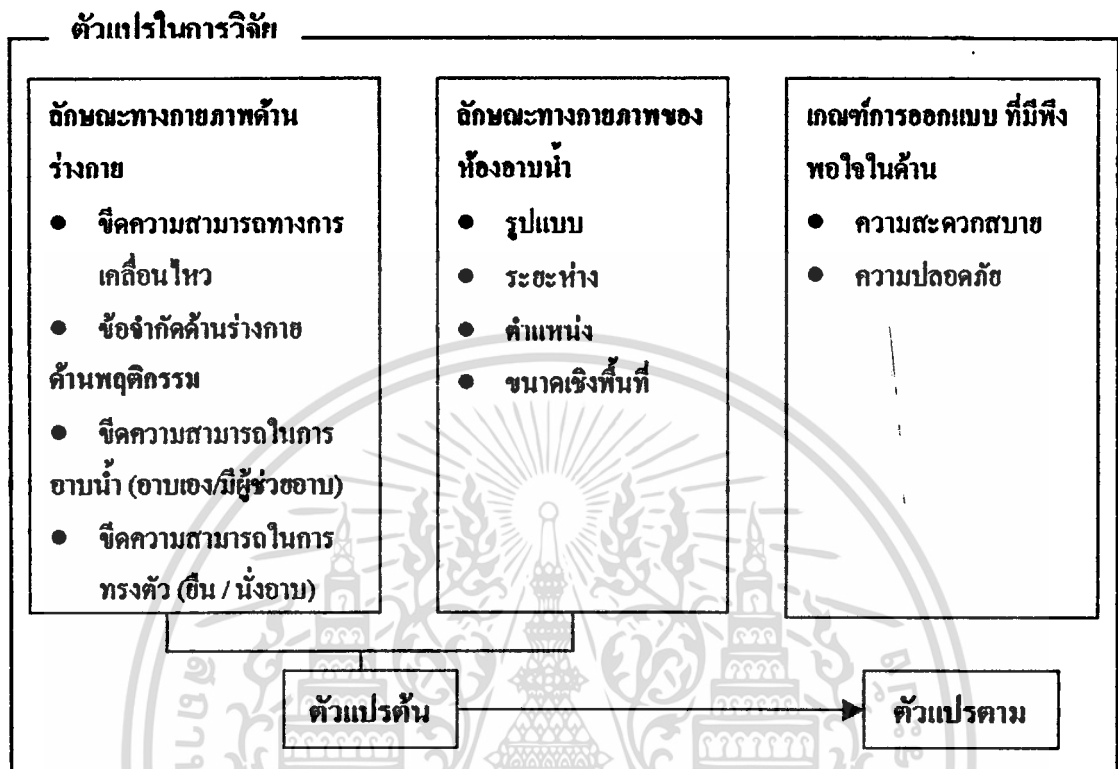 ตัวแปรในการวิจัย
ลักษณะทางกายภาพด้าน
ร่างกาย
● ขีดความสามารถทางการ
เคลื่อนไหว
● ข้อจำกัดด้านร่างกาย
ด้านพฤติกรรม
● ขีดความสามารถในการ
อาบน้ำ (อาบเอง/มีผู้ช่วยอาบ)
● ขีดความสามารถในการ
ทรงตัว (ยืน / นั่งอาบ)
ลักษณะทางกายภาพของ
ห้องอาบน้ำ
● รูปแบบ
● ระยะห่าง
● ตำแหน่ง
● ขนาดเชิงพื้นที่
เกณฑ์การออกแบบ ที่มีพึง
พอใจในด้าน
● ความสะดวกสบาย
● ความปลอดภัย
ตัวแปรต้น
ตัวแปรตาม